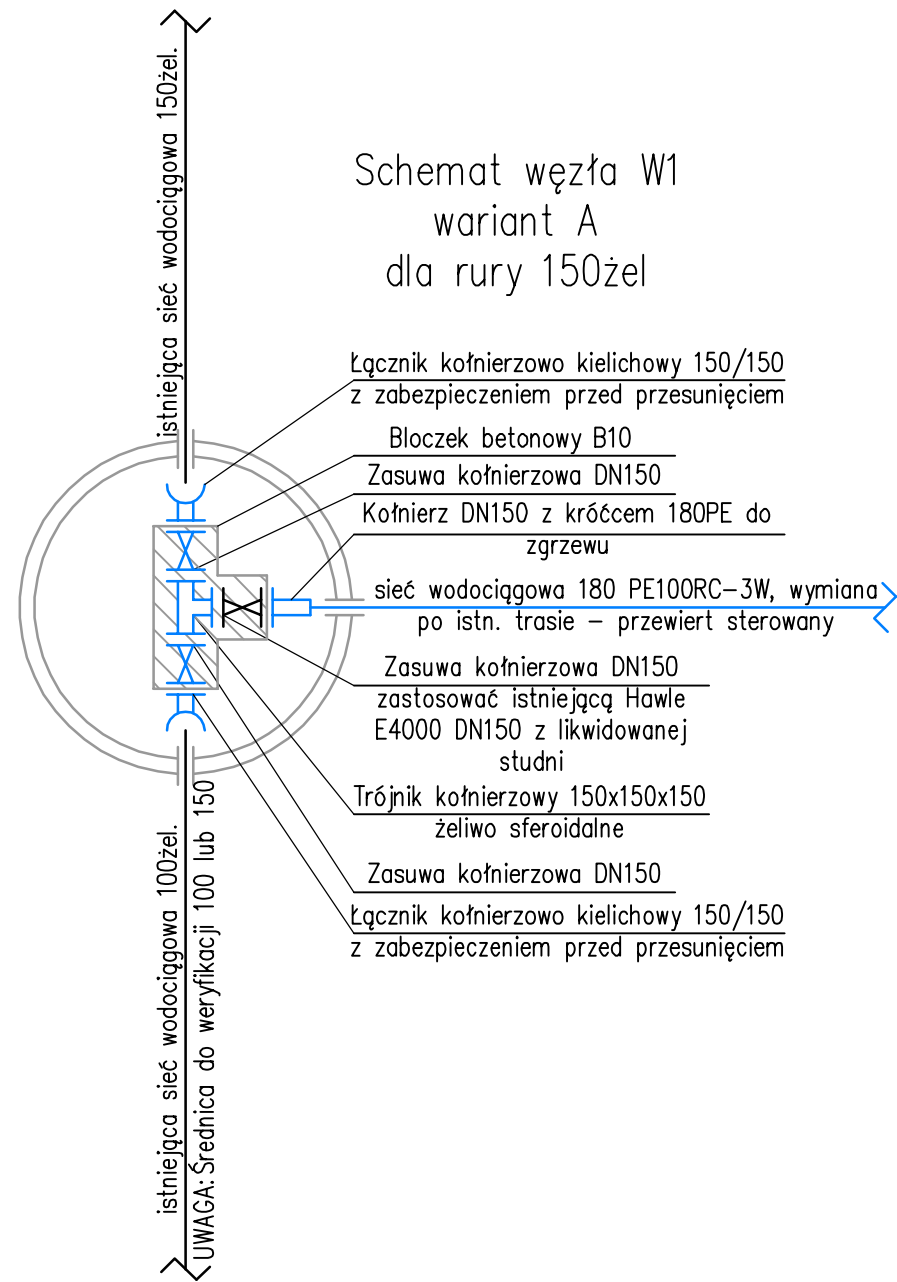 Schemat węzła W1
wariant A
dla rury 150żel
istniejąca sieć wodociągowa 150żel.
Łącznik kołnierzowo kielichowy 150/150
z zabezpieczeniem przed przesunięciem
Bloczek betonowy B10
Zasuwa kołnierzowa DN150
Kołnierz DN150 z króćcem 180PE do
zgrzewu
sieć wodociągowa 180 PE100RC-3W, wymiana
po istn. trasie – przewiert sterowany
Zasuwa kołnierzowa DN150
zastosować istniejącą Hawle
E4000 DN150 z likwidowanej
studni
Trójnik kołnierzowy 150x150x150
żeliwo sferoidalne
Zasuwa kołnierzowa DN150
Łącznik kołnierzowo kielichowy 150/150
z zabezpieczeniem przed przesunięciem
istniejąca sieć wodociągowa 100żel.
UWAGA: Średnica do weryfikacji 100 lub 150